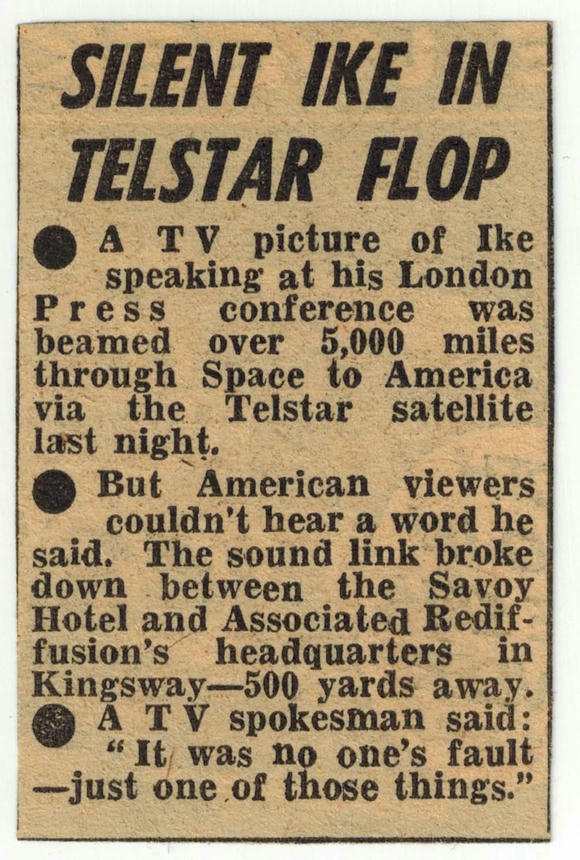 SILENT IKE IN
TELSTAR FLOP
● A TV picture of Ike
speaking at his London
Press conference was
beamed over 5,000 miles
through Space to America
via the Telstar satellite
last night.
● But American viewers
couldn't hear a word he
said. The sound link broke
down between the Savoy
Hotel and Associated Redif-
fusion's headquarters in
Kingsway—500 yards away.
● A TV spokesman said:
“It was no one's fault
—just one of those things.”